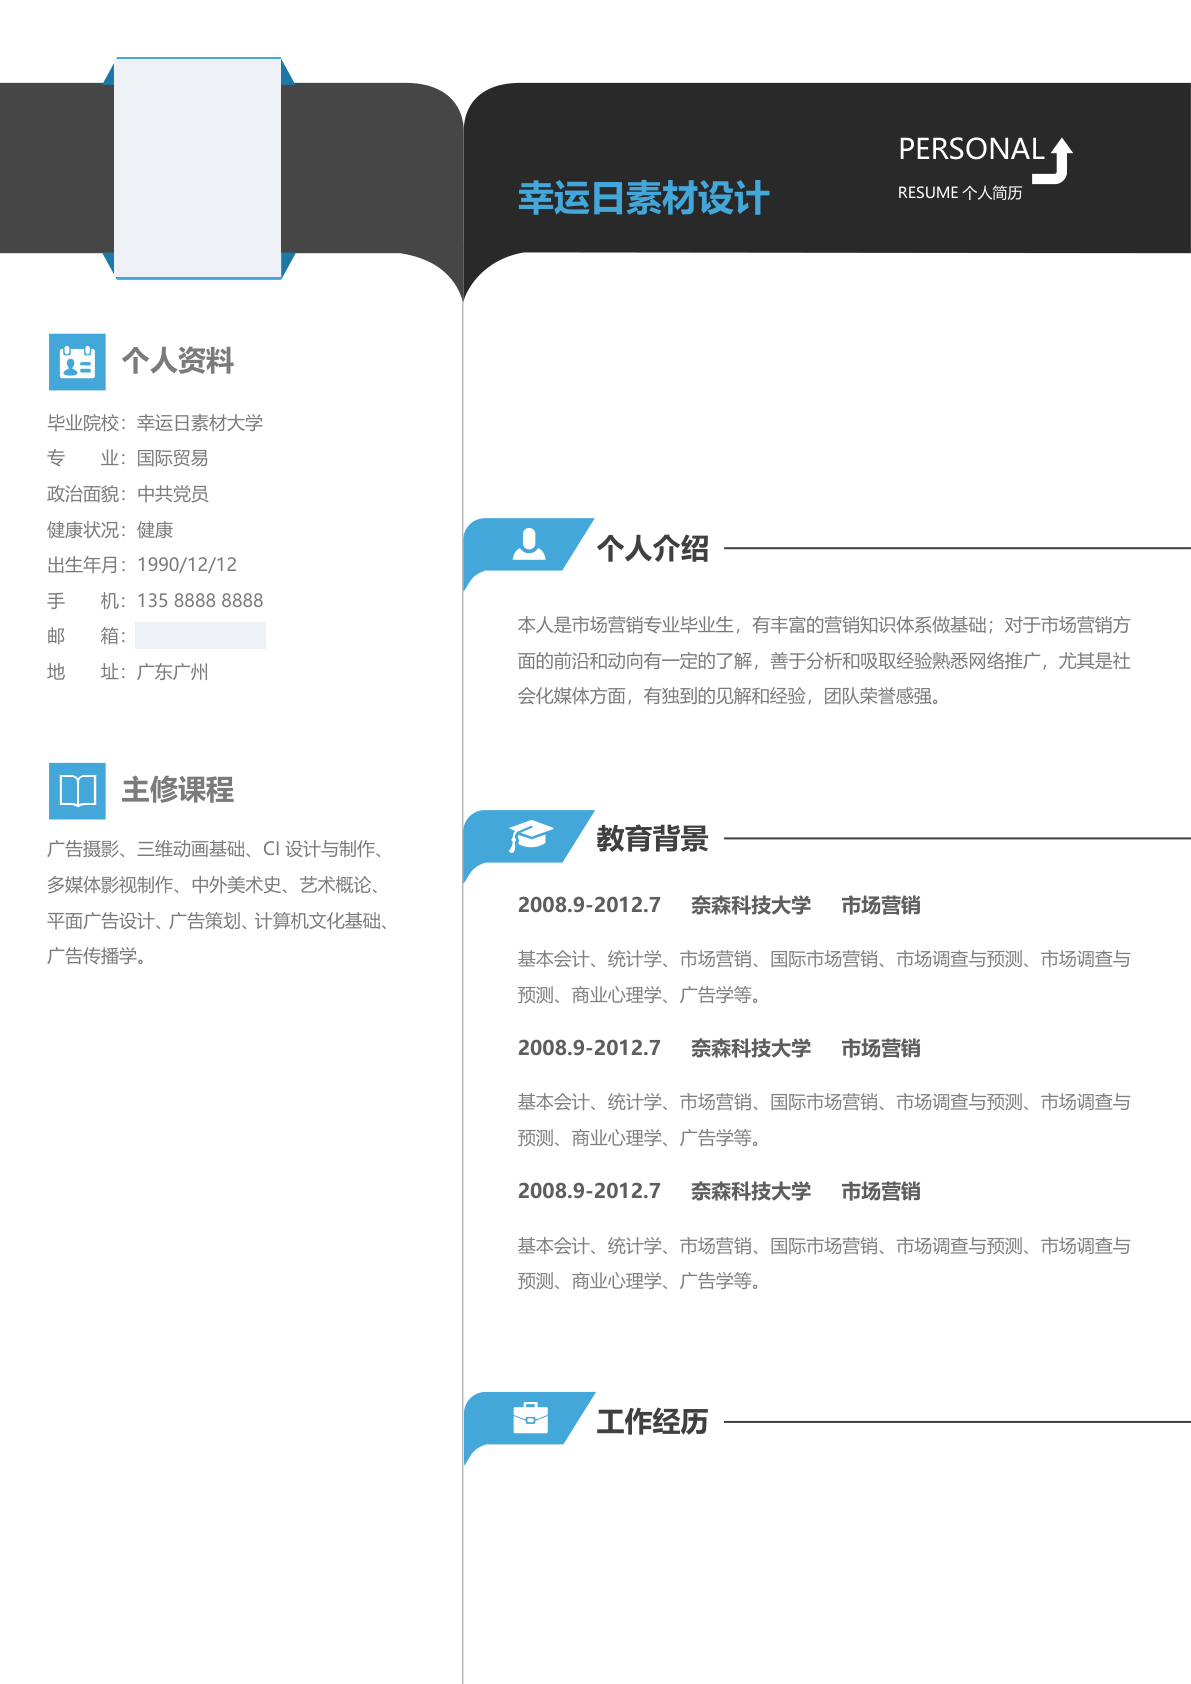 幸运日素材设计
PERSONAL
RESUME 个人简历
个人资料
毕业院校：幸运日素材大学
专　　业：国际贸易
政治面貌：中共党员
健康状况：健康
出生年月：1990/12/12
手　　机：135 8888 8888
邮　　箱：
地　　址：广东广州
主修课程
广告摄影、三维动画基础、CI 设计与制作、
多媒体影视制作、中外美术史、艺术概论、
平面广告设计、广告策划、计算机文化基础、
广告传播学。
个人介绍
本人是市场营销专业毕业生，有丰富的营销知识体系做基础；对于市场营销方
面的前沿和动向有一定的了解，善于分析和吸取经验熟悉网络推广，尤其是社
会化媒体方面，有独到的见解和经验，团队荣誉感强。
教育背景
2008.9-2012.7　奈森科技大学　市场营销
基本会计、统计学、市场营销、国际市场营销、市场调查与预测、市场调查与
预测、商业心理学、广告学等。
2008.9-2012.7　奈森科技大学　市场营销
基本会计、统计学、市场营销、国际市场营销、市场调查与预测、市场调查与
预测、商业心理学、广告学等。
2008.9-2012.7　奈森科技大学　市场营销
基本会计、统计学、市场营销、国际市场营销、市场调查与预测、市场调查与
预测、商业心理学、广告学等。
工作经历